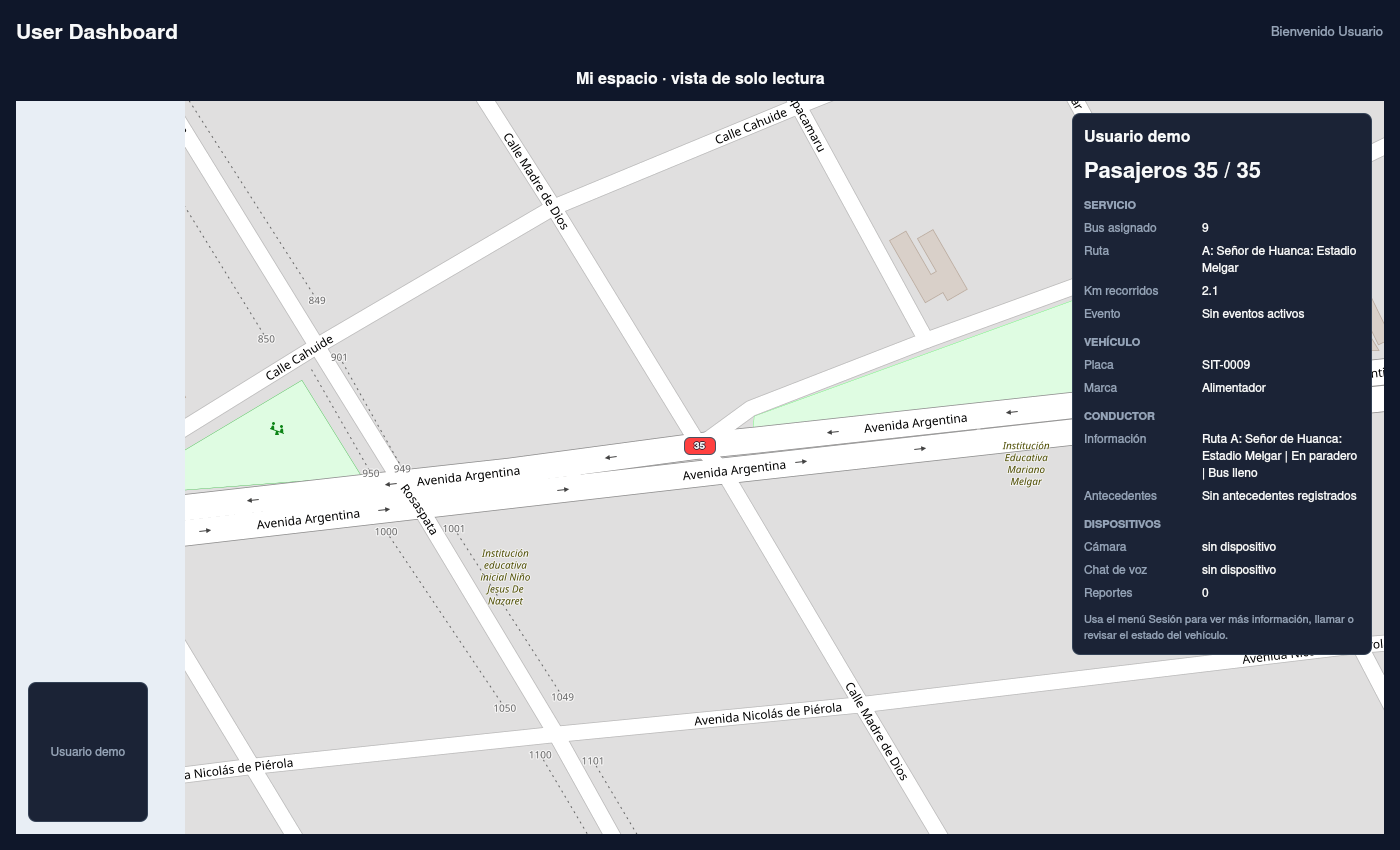 User Dashboard
Bienvenido Usuario
Mi espacio · vista de solo lectura
Calle Cahuide
Calle Madre de Dios
849
850
Calle Cahuide
901
950
949
Avenida Argentina
Avenida Argentina
Rosaspata
1000
1001
35
Avenida Argentina
Avenida Argentina
Institución
Educativa
Mariano
Melgar
Institución
educativa
Inicial Niño
Jesus De
Nazaret
1050
1049
1100
1101
Avenida Nicolás de Piérola
Calle Madre de Dios
a Nicolás de Piérola
Usuario demo
Usuario demo
Pasajeros 35 / 35
SERVICIO
Bus asignado 9
Ruta A: Señor de Huanca: Estadio
Melgar
Km recorridos 2.1
Evento Sin eventos activos
VEHÍCULO
Placa SIT-0009
Marca Alimentador
CONDUCTOR
Información Ruta A: Señor de Huanca:
Estadio Melgar | En paradero
| Bus lleno
Antecedentes Sin antecedentes registrados
DISPOSITIVOS
Cámara sin dispositivo
Chat de voz sin dispositivo
Reportes 0
Usa el menú Sesión para ver más información, llamar o
revisar el estado del vehículo.